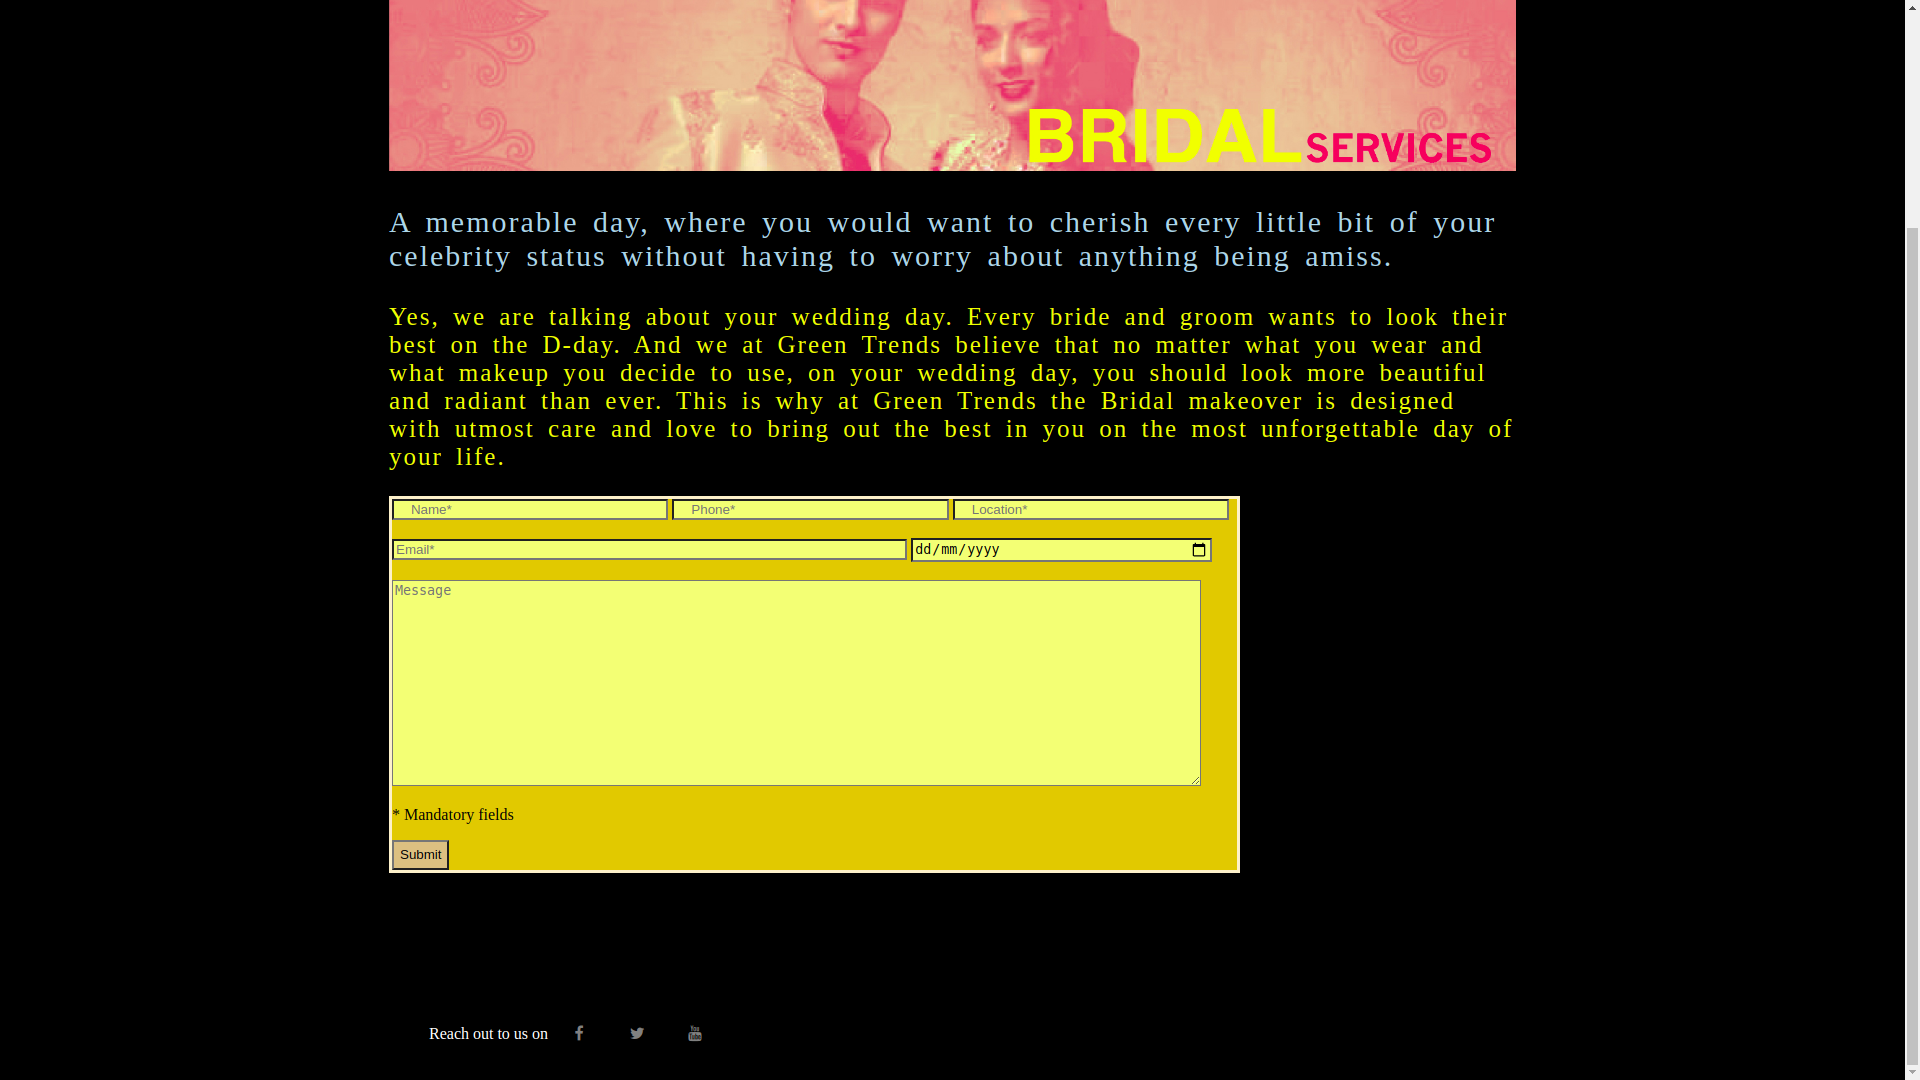 BRIDAL SERVICES
A memorable day, where you would want to cherish every little bit of your
celebrity status without having to worry about anything being amiss.
Yes, we are talking about your wedding day. Every bride and groom wants to look their
best on the D-day. And we at Green Trends believe that no matter what you wear and
what makeup you decide to use, on your wedding day, you should look more beautiful
and radiant than ever. This is why at Green Trends the Bridal makeover is designed
with utmost care and love to bring out the best in you on the most unforgettable day of
your life.
Name* Phone* Location*
Email* dd/mm/yyyy
Message
* Mandatory fields
Submit
Reach out to us on You Tube